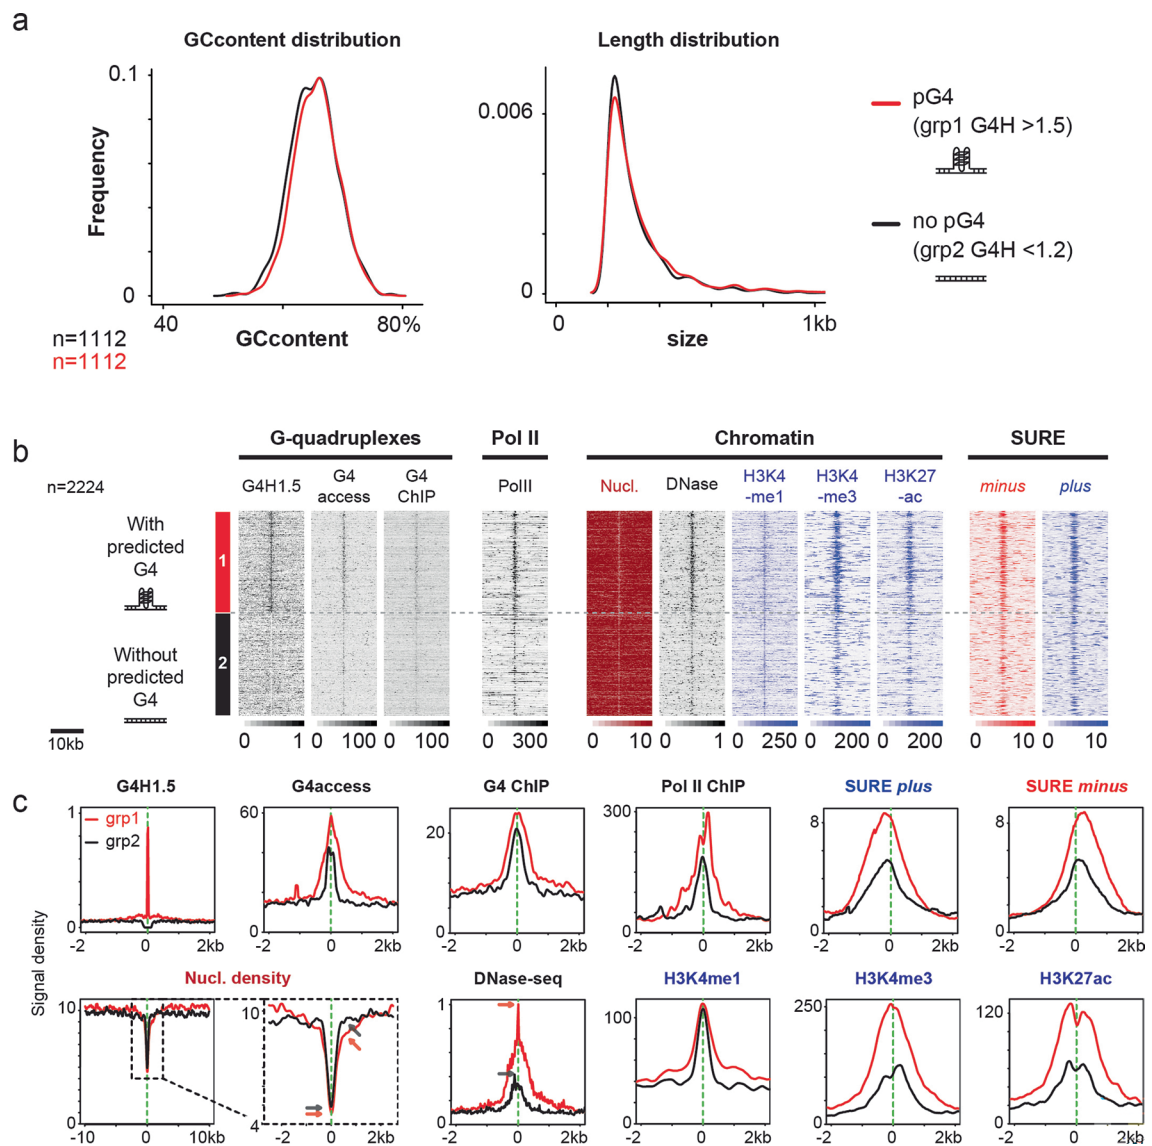 a
GCcontent distribution
Length distribution
0.1
0
Frequency
40
80%
GCcontent
n=1112
n=1112
0.006
0
0
1kb
size
pG4
(grp1 G4H >1.5)
no pG4
(grp2 G4H <1.2)
b
G-quadruplexes
Pol II
Chromatin
SURE
n=2224
G4H1.5
G4
access
G4
ChIP
PolII
Nucl.
DNase
H3K4
-me1
H3K4
-me3
H3K27
-ac
minus
plus
With
predicted
G4
1
Without
predicted
G4
2
10kb
0 1
0 100
0 100
0 300
0 10
0 1
0 250
0 200
0 200
0 10
0 10
c
Signal density
G4H1.5
1
0
grp1
grp2
-2 0 2kb
G4access
60
0
-2 0 2kb
G4 ChIP
20
0
-2 0 2kb
Pol II ChIP
300
0
-2 0 2kb
SURE plus
8
0
-2 0 2kb
SURE minus
8
0
-2 0 2kb
Nucl. density
10
0
-10 0 10kb
10
4
-2 0 2kb
DNase-seq
1
0
-2 0 2kb
H3K4me1
100
0
-2 0 2kb
H3K4me3
250
0
-2 0 2kb
H3K27ac
120
0
-2 0 2kb